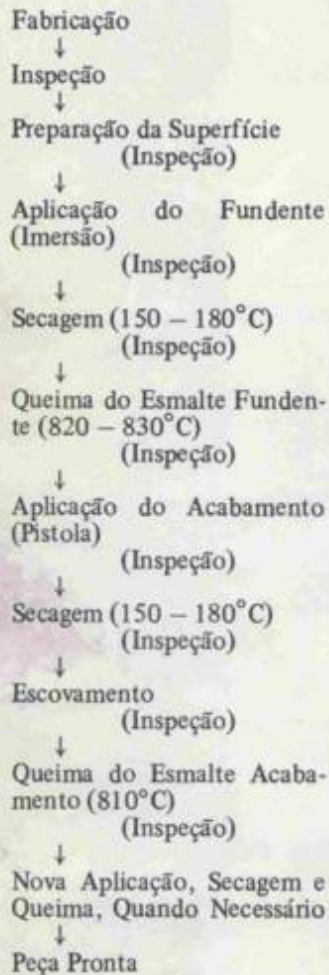 Fabricação
↓
Inspeção
↓
Preparação da Superfície
(Inspeção)
↓
Aplicação do Fundente
(Imersão)
(Inspeção)
↓
Secagem (150 – 180°C)
(Inspeção)
↓
Queima do Esmalte Funden-
te (820 – 830°C)
(Inspeção)
↓
Aplicação do Acabamento
(Pistola)
(Inspeção)
↓
Secagem (150 – 180°C)
(Inspeção)
↓
Escovamento
(Inspeção)
↓
Queima do Esmalte Acaba-
mento (810°C)
(Inspeção)
↓
Nova Aplicação, Secagem e
Queima, Quando Necessário
↓
Peça Pronta